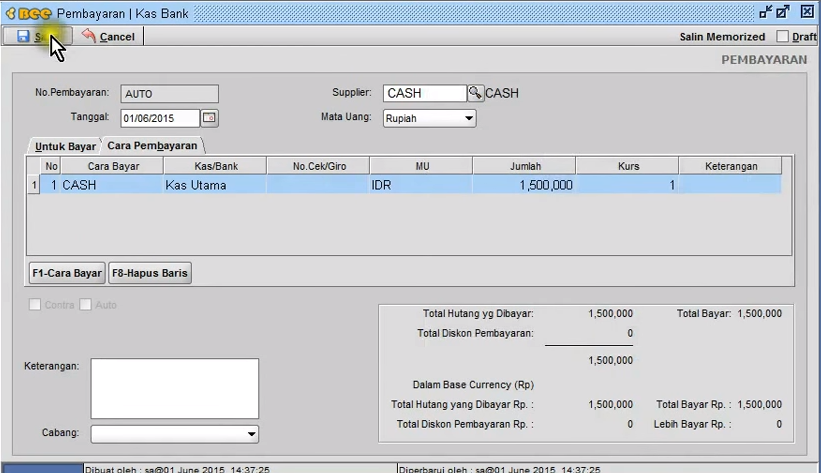 BEE Pembayaran | Kas Bank
Cancel Salin Memorized Draft
PEMBAYARAN
No.Pembayaran: AUTO Supplier: CASH CASH
Tanggal: 01/06/2015 Mata Uang: Rupiah
Untuk Bayar Cara Pembayaran
No Cara Bayar Kas/Bank No.Cek/Giro MU Jumlah Kurs Keterangan
1 1 CASH Kas Utama IDR 1,500,000 1
F1-Cara Bayar F8-Hapus Baris
Contra Auto
Total Hutang yg Dibayar: 1,500,000 Total Bayar: 1,500,000
Total Diskon Pembayaran: 0
1,500,000
Keterangan:
Dalam Base Currency (Rp)
Total Hutang yang Dibayar Rp. : 1,500,000 Total Bayar Rp. : 1,500,000
Total Diskon Pembayaran Rp. : 0 Lebih Bayar Rp. : 0
Cabang:
Dibuat oleh : sa@01 June 2015 14:37:25 Diperbarui oleh : sa@01 June 2015 14:37:25